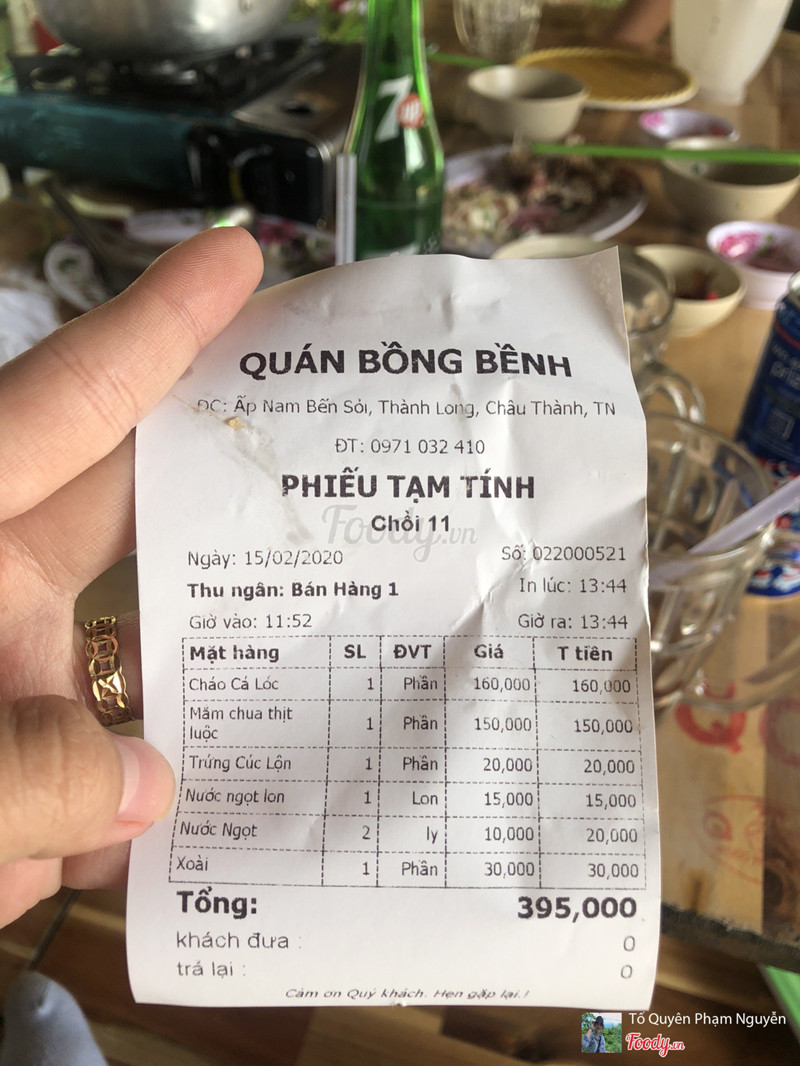 7up
QUÁN BỒNG BỀNH
ĐC: Ấp Nam Bến Sỏi, Thành Long, Châu Thành, TN
ĐT: 0971 032 410
PHIẾU TẠM TÍNH
Chòi 11
Foody.vn
Ngày: 15/02/2020 Số: 022000521
Thu ngân: Bán Hàng 1 In lúc: 13:44
Giờ vào: 11:52 Giờ ra: 13:44
Mặt hàng SL ĐVT Giá T tiền
Cháo Cá Lóc 1 Phần 160,000 160,000
Mắm chua thịt luộc 1 Phần 150,000 150,000
Trứng Cúc Lộn 1 Phần 20,000 20,000
Nước ngọt lon 1 Lon 15,000 15,000
Nước Ngọt 2 ly 10,000 20,000
Xoài 1 Phần 30,000 30,000
Tổng: 395,000
khách đưa : 0
trả lại : 0
Cảm ơn Quý khách. Hẹn gặp lại.!
Tố Quyên Phạm Nguyễn
Foody.vn